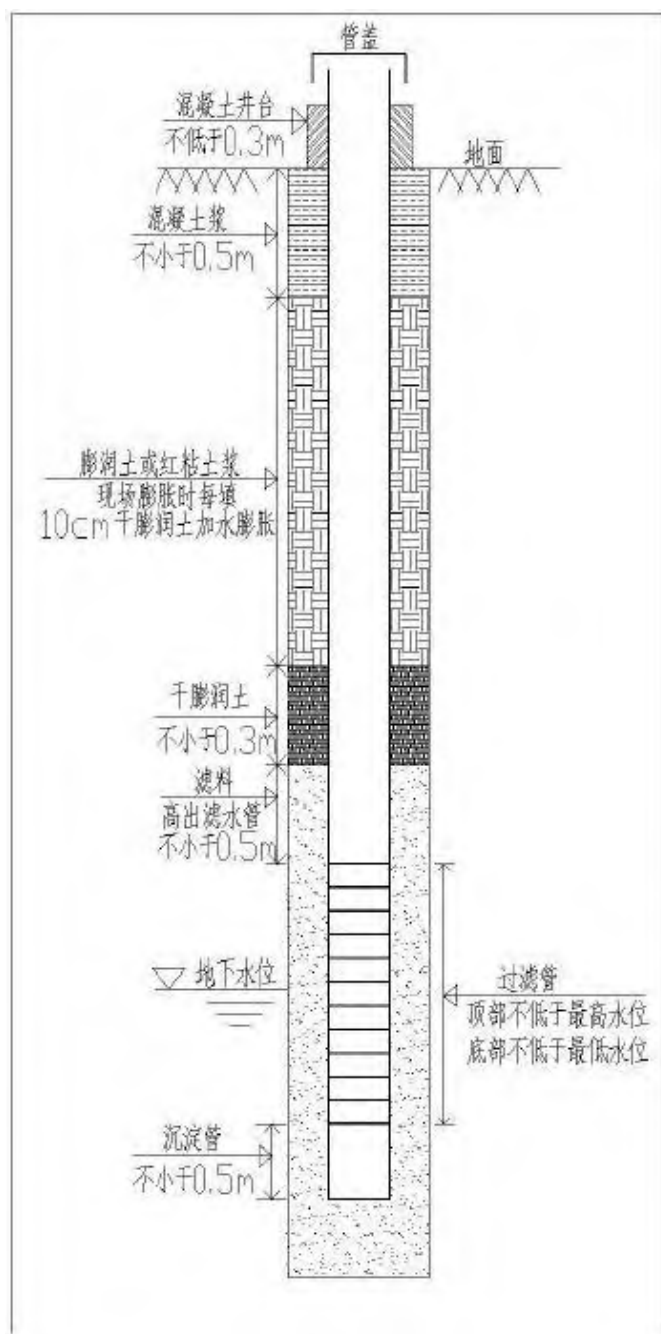 管盖
混凝土井台
不低于0.3m
地面
混凝土浆
不小于0.5m
膨润土或红粘土浆
现场膨胀时每填
10cm干膨润土加水膨胀
干膨润土
不小于0.3m
滤料
高出滤水管
不小于0.5m
地下水位
过滤管
顶部不低于最高水位
底部不低于最低水位
沉淀管
不小于0.5m